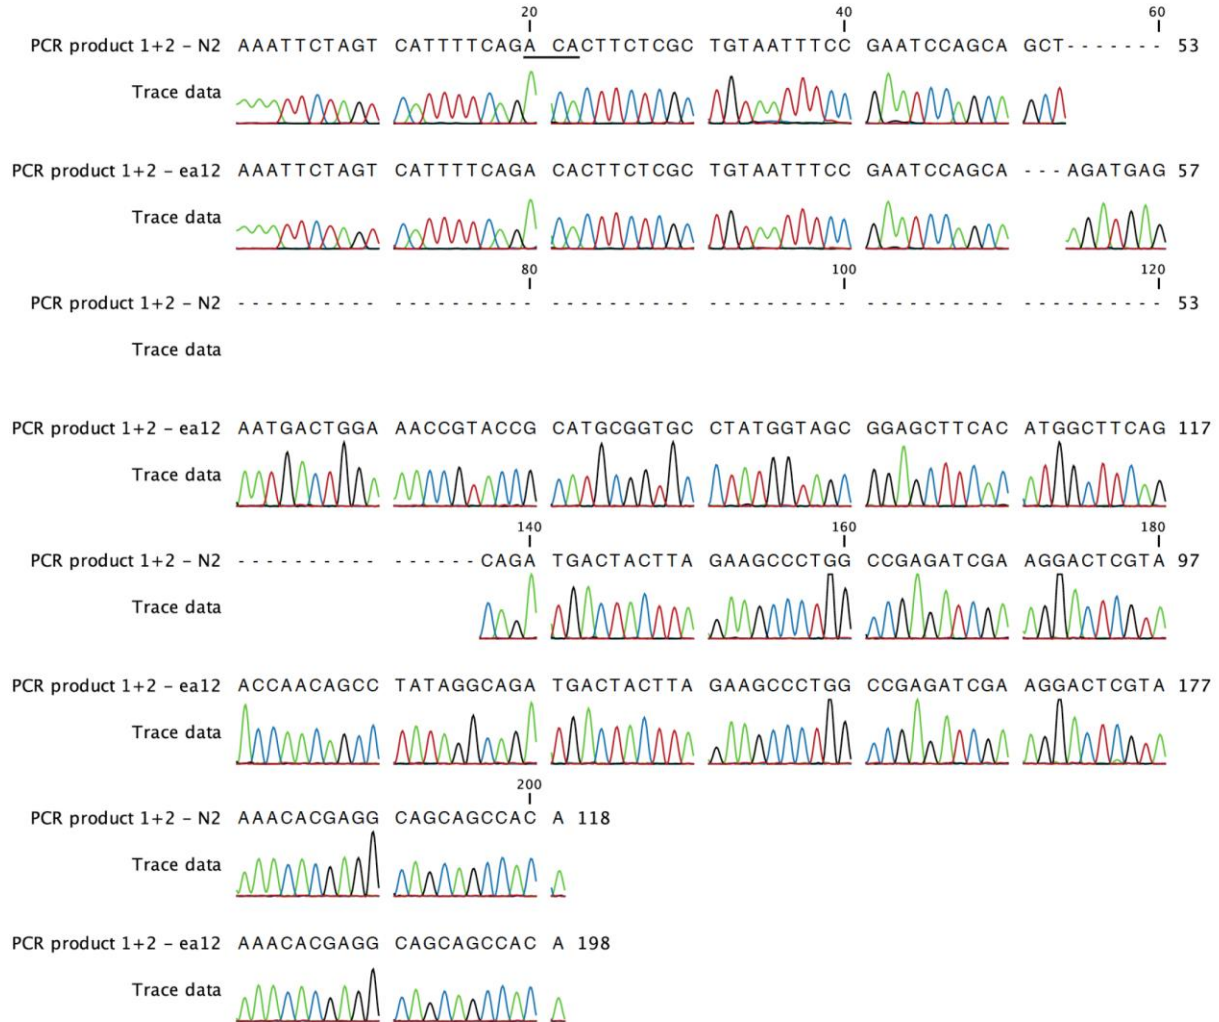 20 40 60
PCR product 1+2 - N2 AAATTCTAGT CATTTTCAGA CACTTCTCGC TGTAATTTCC GAATCCAGCA GCT- - - - - - - 53
Trace data
PCR product 1+2 - ea12 AAATTCTAGT CATTTTCAGA CACTTCTCGC TGTAATTTCC GAATCCAGCA - - - AGATGAG 57
Trace data
80 100 120
PCR product 1+2 - N2 - - - - - - - - - - - - - - - - - - - - - - - - - - - - - - - - - - - - - - - - - - - - - - - - - - - - - - - - - - - - 53
Trace data
PCR product 1+2 - ea12 AATGACTGGA AACCGTACCG CATGCGGTGC CTATGGTAGC GGAGCTTCAC ATGGCTTCAG 117
Trace data
140 160 180
PCR product 1+2 - N2 - - - - - - - - - - - - - - - - CAGA TGACTACTTA GAAGCCCTGG CCGAGATCGA AGGACTCGTA 97
Trace data
PCR product 1+2 - ea12 ACCAACAGCC TATAGGCAGA TGACTACTTA GAAGCCCTGG CCGAGATCGA AGGACTCGTA 177
Trace data
200
PCR product 1+2 - N2 AAACACGAGG CAGCAGCCAC A 118
Trace data
PCR product 1+2 - ea12 AAACACGAGG CAGCAGCCAC A 198
Trace data